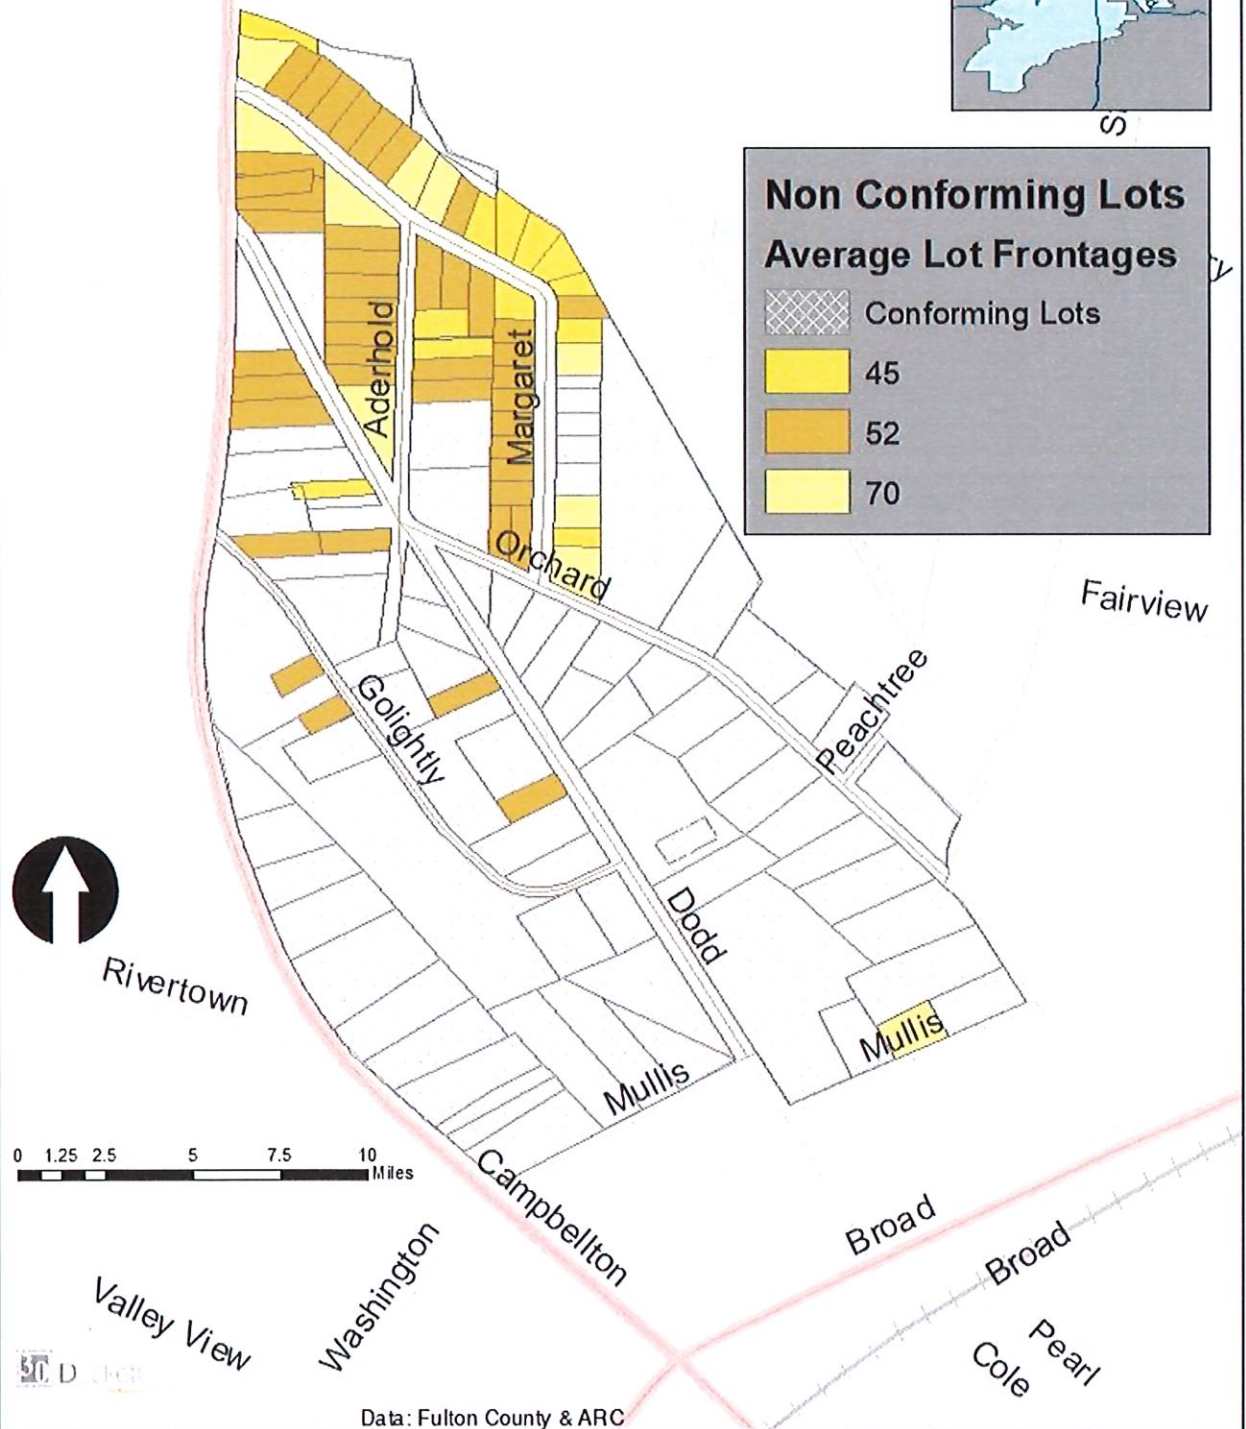 Non Conforming Lots
Average Lot Frontages
Conforming Lots
45
52
70
Aderhold
Margaret
Orchard
Fairview
Peachtree
Golightly
Dodd
Rivertown
Mullis
Mullis
0 1.25 2.5 5 7.5 10
Miles
Campbellton
Broad
Broad
Washington
Valley View
Pearl
Cole
Data: Fulton County & ARC